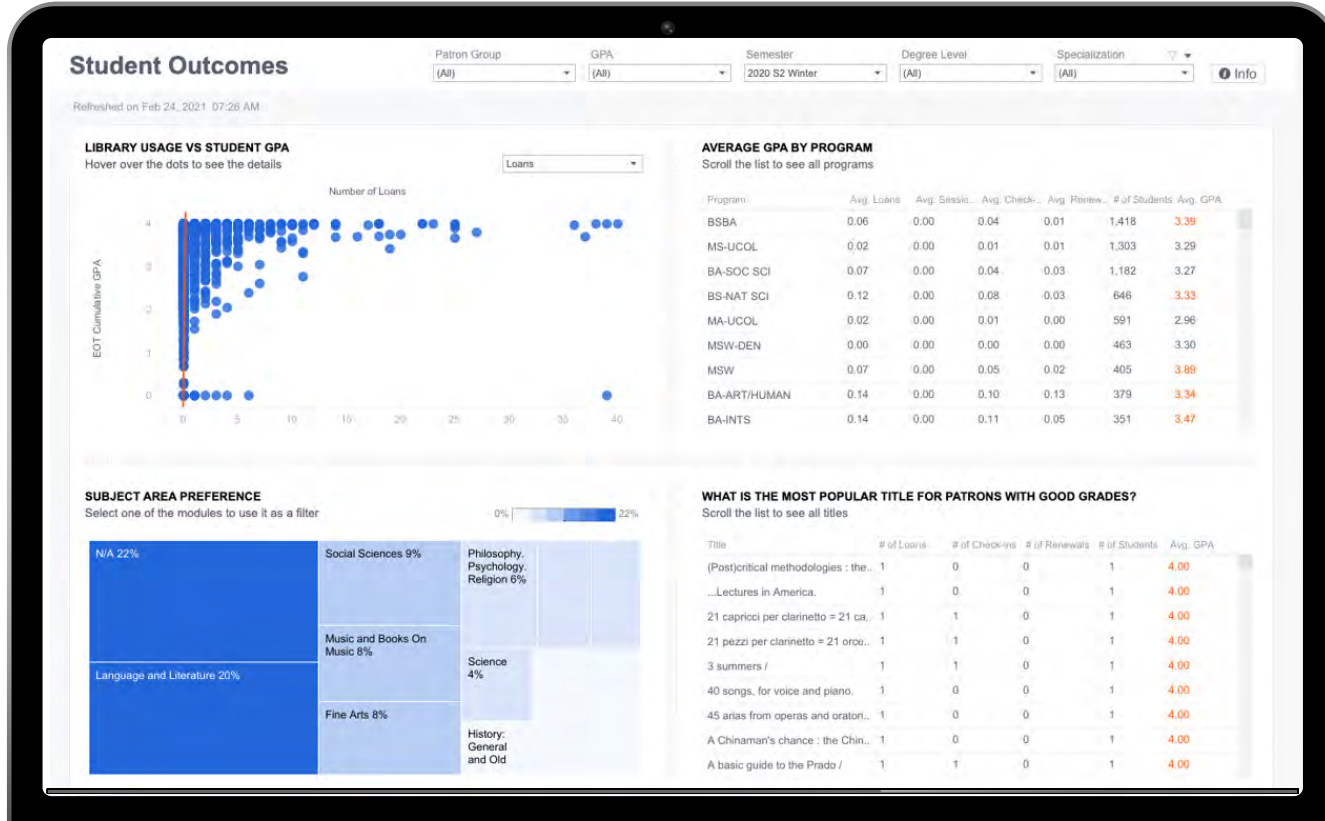 Student Outcomes
Patron Group
GPA
Semester
Degree Level
Specialization
(All)
(All)
2020 S2 Winter
(All)
(All)
Info
Refreshed on Feb 24, 2021 07:26 AM
LIBRARY USAGE VS STUDENT GPA
Hover over the dots to see the details
Loans
Number of Loans
EOT Cumulative GPA
4
3
2
1
0
0 5 10 15 20 25 30 35 40
AVERAGE GPA BY PROGRAM
Scroll the list to see all programs
Program Avg. Loans Avg. Sessio.. Avg. Check-.. Avg. Renew.. # of Students Avg. GPA
BSBA 0.06 0.00 0.04 0.01 1,418 3.39
MS-UCOL 0.02 0.00 0.01 0.01 1,303 3.29
BA-SOC SCI 0.07 0.00 0.04 0.03 1,182 3.27
BS-NAT SCI 0.12 0.00 0.08 0.03 646 3.33
MA-UCOL 0.02 0.00 0.01 0.00 591 2.96
MSW-DEN 0.00 0.00 0.00 0.00 463 3.30
MSW 0.07 0.00 0.05 0.02 405 3.89
BA-ART/HUMAN 0.14 0.00 0.10 0.13 379 3.34
BA-INTS 0.14 0.00 0.11 0.05 351 3.47
SUBJECT AREA PREFERENCE
Select one of the modules to use it as a filter
0% 22%
N/A 22%
Language and Literature 20%
Social Sciences 9%
Music and Books On
Music 8%
Fine Arts 8%
Philosophy.
Psychology.
Religion 6%
Science
4%
History:
General
and Old
WHAT IS THE MOST POPULAR TITLE FOR PATRONS WITH GOOD GRADES?
Scroll the list to see all titles
Title # of Loans # of Check-ins # of Renewals # of Students Avg. GPA
(Post)critical methodologies : the.. 1 0 0 1 4.00
...Lectures in America. 1 0 0 1 4.00
21 capricci per clarinetto = 21 ca.. 1 1 0 1 4.00
21 pezzi per clarinetto = 21 orce.. 1 1 0 1 4.00
3 summers / 1 1 0 1 4.00
40 songs, for voice and piano. 1 0 0 1 4.00
45 arias from operas and oratori.. 1 0 0 1 4.00
A Chinaman's chance : the Chin.. 1 0 0 1 4.00
A basic guide to the Prado / 1 1 0 1 4.00